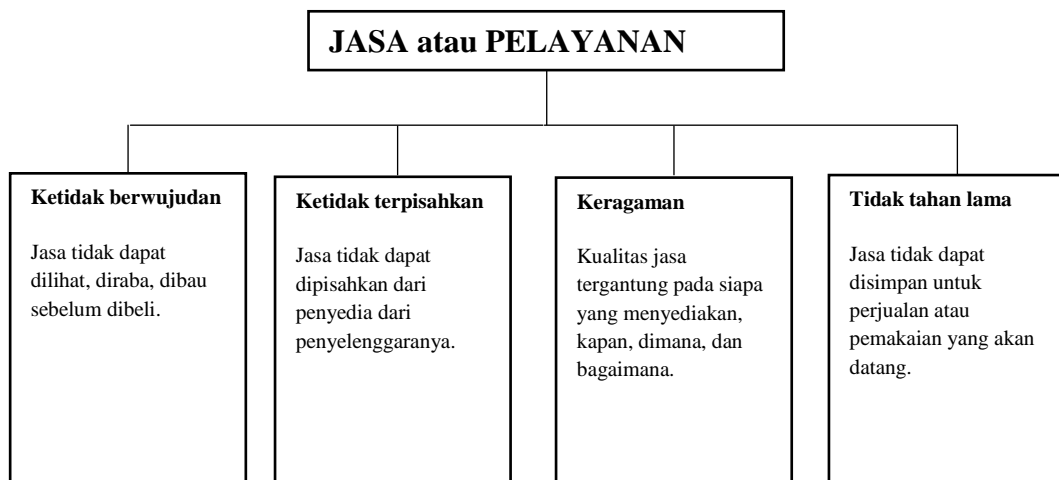 JASA atau PELAYANAN
Ketidak berwujudan
Jasa tidak dapat
dilihat, diraba, dibau
sebelum dibeli.
Ketidak terpisahkan
Jasa tidak dapat
dipisahkan dari
penyedia dari
penyelenggaranya.
Keragaman
Kualitas jasa
tergantung pada siapa
yang menyediakan,
kapan, dimana, dan
bagaimana.
Tidak tahan lama
Jasa tidak dapat
disimpan untuk
perjualan atau
pemakaian yang akan
datang.